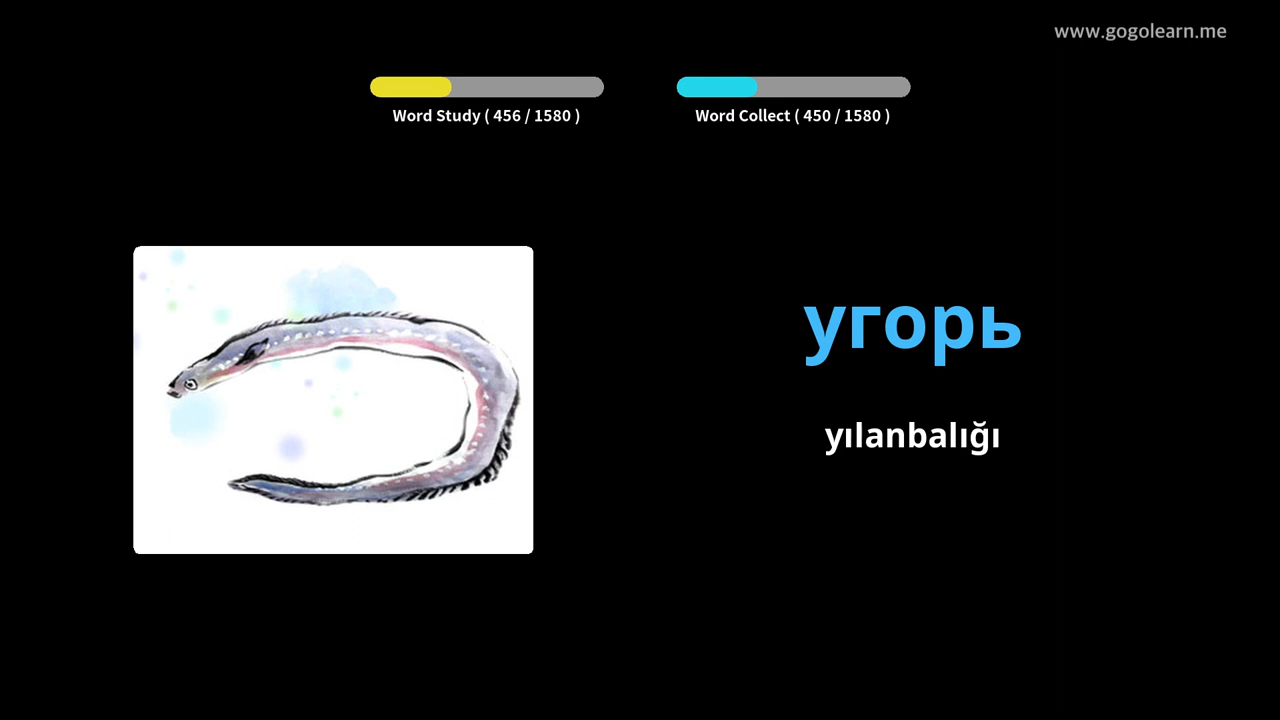 www.gogolearn.me
Word Study ( 456 / 1580 )
Word Collect ( 450 / 1580 )
угорь
yılanbalığı